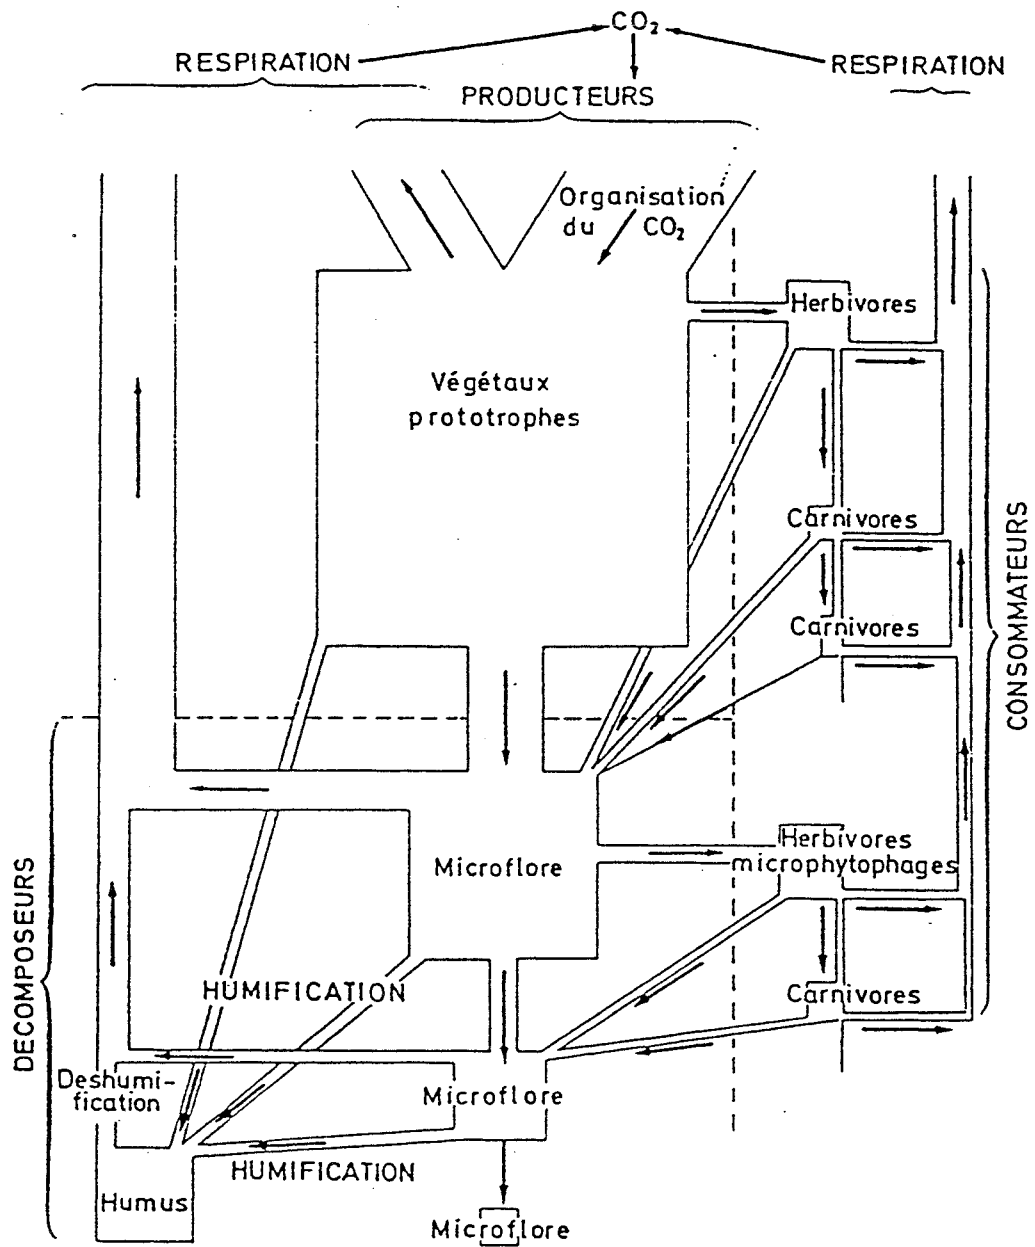 CO₂
RESPIRATION
RESPIRATION
PRODUCTEURS
Organisation
du CO₂
Herbivores
Végétaux
prototrophes
Carnivores
Carnivores
CONSOMMATEURS
Herbivores
microphytophages
Microflore
DECOMPOSEURS
HUMIFICATION
Carnivores
Deshumi-
fication
Microflore
HUMIFICATION
Humus
Microflore